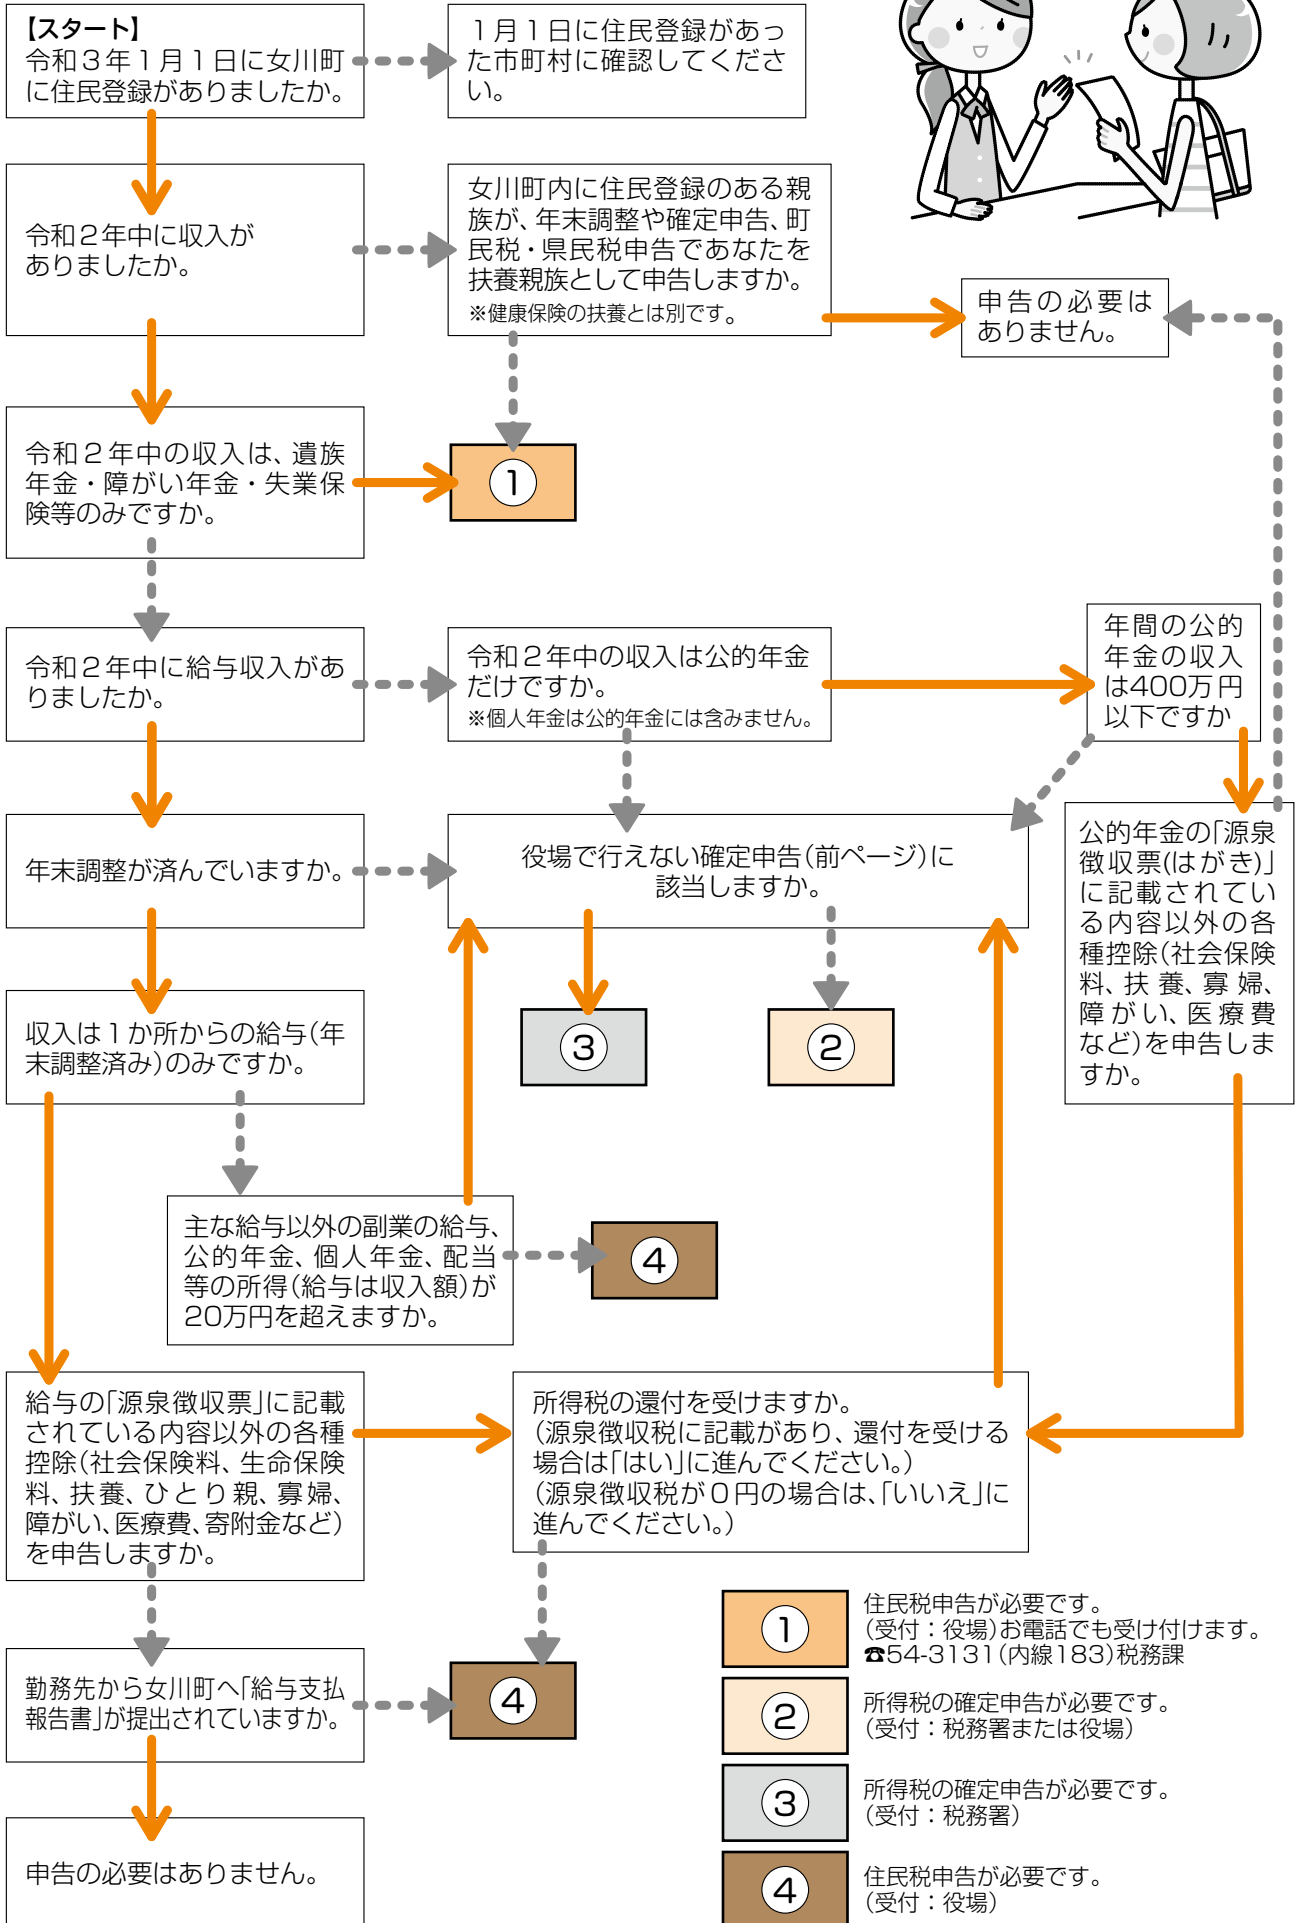 【スタート】
令和３年１月１日に女川町
に住民登録がありましたか。
１月１日に住民登録があっ
た市町村に確認してくださ
い。
令和２年中に収入が
ありましたか。
女川町内に住民登録のある親
族が、年末調整や確定申告、町
民税・県民税申告であなたを
扶養親族として申告しますか。
※健康保険の扶養とは別です。
申告の必要は
ありません。
令和２年中の収入は、遺族
年金・障がい年金・失業保
険等のみですか。
①
令和２年中に給与収入があ
りましたか。
令和２年中の収入は公的年金
だけですか。
※個人年金は公的年金には含みません。
年間の公的
年金の収入
は400万円
以下ですか
年末調整が済んでいますか。
役場で行えない確定申告(前ページ)に
該当しますか。
公的年金の「源泉
徴収票(はがき)」
に記載されてい
る内容以外の各
種控除(社会保険
料、扶養、寡婦、
障がい、医療費
など)を申告しま
すか。
収入は１か所からの給与(年
末調整済み)のみですか。
③
②
主な給与以外の副業の給与、
公的年金、個人年金、配当
等の所得(給与は収入額)が
20万円を超えますか。
④
給与の「源泉徴収票」に記載
されている内容以外の各種
控除(社会保険料、生命保険
料、扶養、ひとり親、寡婦、
障がい、医療費、寄附金など)
を申告しますか。
所得税の還付を受けますか。
(源泉徴収税に記載があり、還付を受ける
場合は「はい」に進んでください。)
(源泉徴収税が０円の場合は、「いいえ」に
進んでください。)
勤務先から女川町へ「給与支払
報告書」が提出されていますか。
④
申告の必要はありません。
①
住民税申告が必要です。
(受付：役場)お電話でも受け付けます。
☎54-3131(内線183)税務課
②
所得税の確定申告が必要です。
(受付：税務署または役場)
③
所得税の確定申告が必要です。
(受付：税務署)
④
住民税申告が必要です。
(受付：役場)